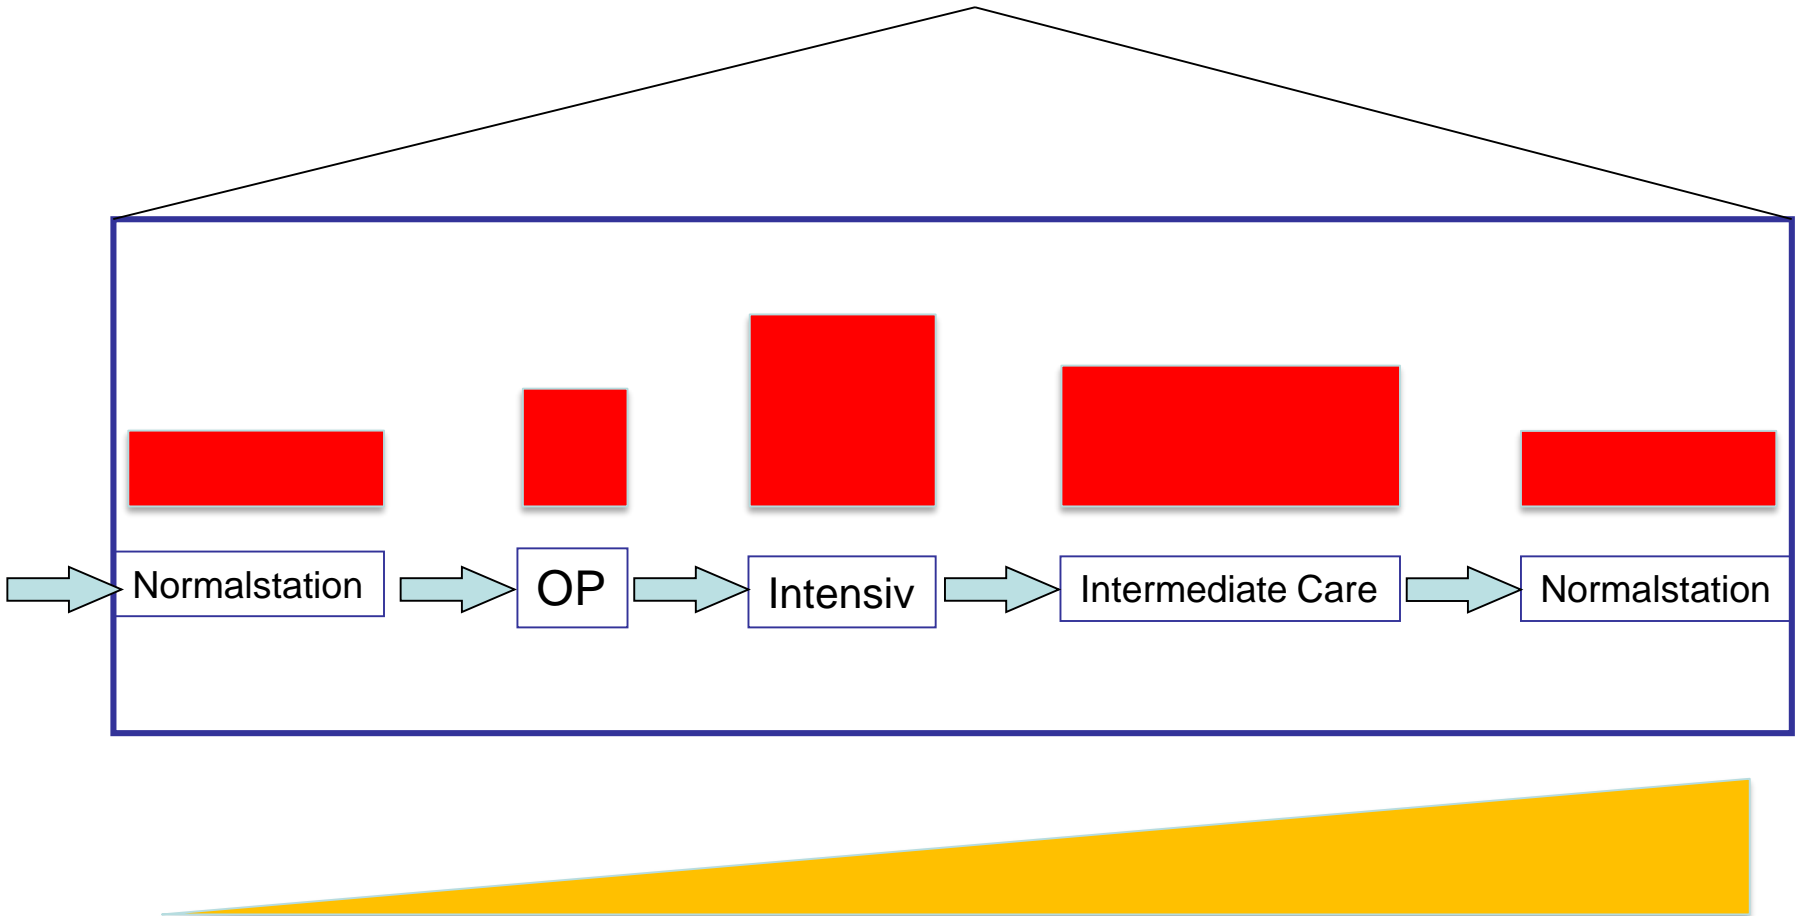 Normalstation
OP
Intensiv
Intermediate Care
Normalstation